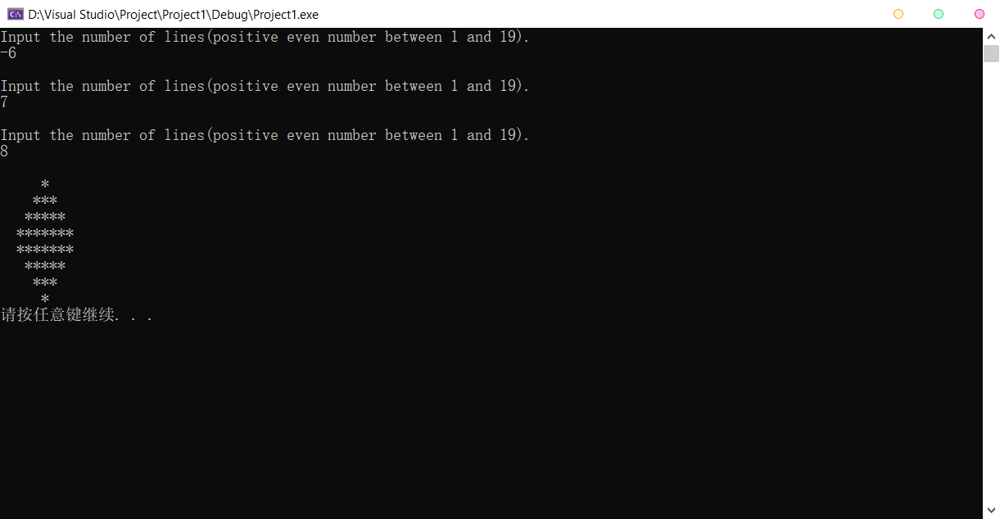 D:\Visual Studio\Project\Project1\Debug\Project1.exe
Input the number of lines(positive even number between 1 and 19).
-6

Input the number of lines(positive even number between 1 and 19).
7

Input the number of lines(positive even number between 1 and 19).
8

     *
    ***
   *****
  *******
  *******
   *****
    ***
     *
请按任意键继续. . .